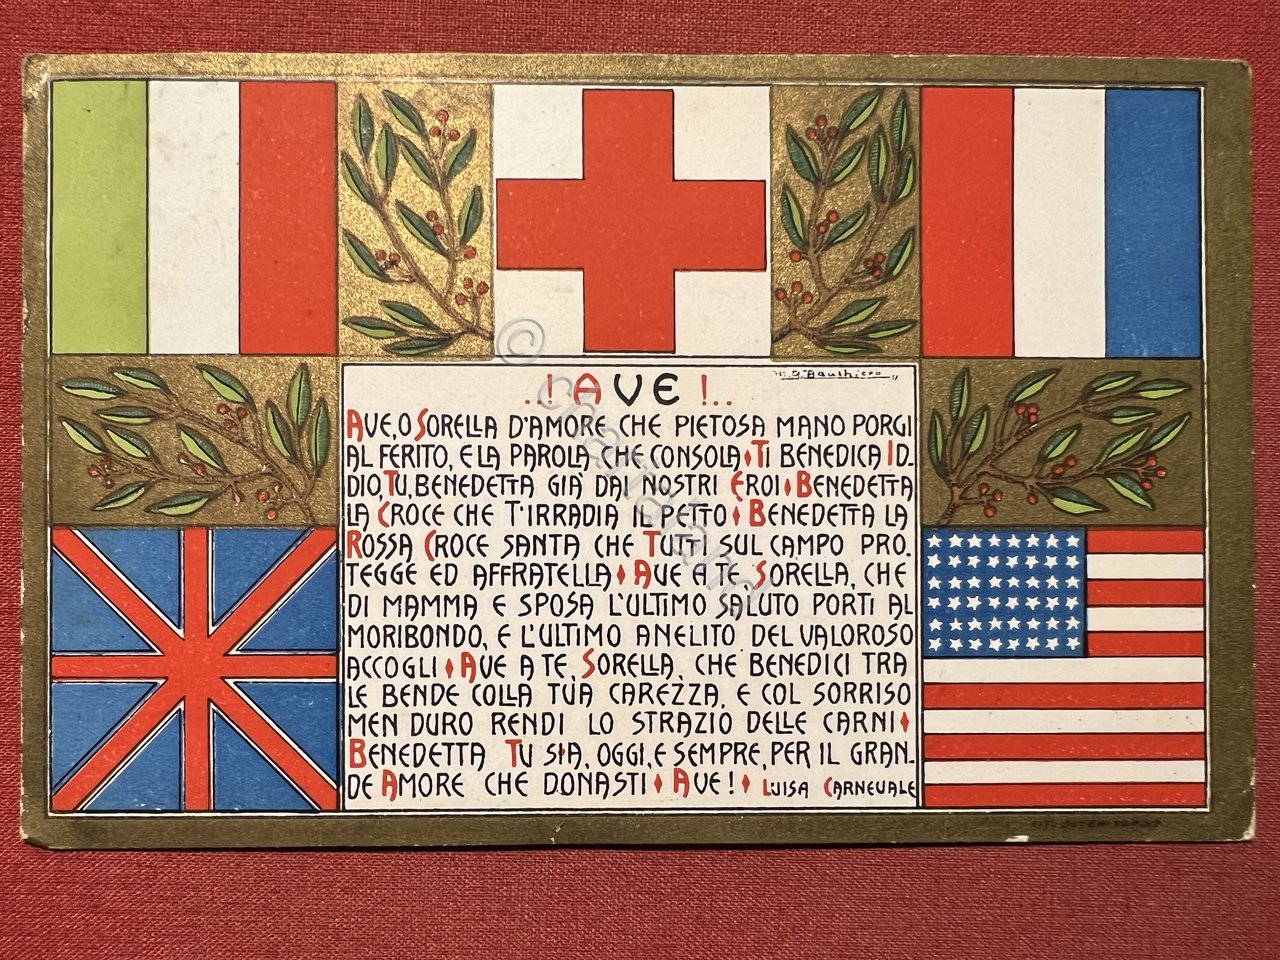 ..! AVE !..
AVE, O SORELLA D'AMORE CHE PIETOSA MANO PORGI
AL FERITO, E LA PAROLA CHE CONSOLA ♦ TI BENEDICA ID-
DIO, TU, BENEDETTA GIÀ DAI NOSTRI EROI ♦ BENEDETTA
LA CROCE CHE T'IRRADIA IL PETTO ♦ BENEDETTA LA
ROSSA CROCE SANTA CHE TUTTI SUL CAMPO PRO-
TEGGE ED AFFRATELLA ♦ AVE A TE, SORELLA, CHE
DI MAMMA E SPOSA L'ULTIMO SALUTO PORTI AL
MORIBONDO, E L'ULTIMO ANELITO DEL VALOROSO
ACCOGLI ♦ AVE A TE, SORELLA, CHE BENEDICI TRA
LE BENDE COLLA TUA CAREZZA, E COL SORRISO
MEN DURO RENDI LO STRAZIO DELLE CARNI ♦
BENEDETTA TU SIA, OGGI, E SEMPRE, PER IL GRAN-
DE AMORE CHE DONASTI ♦ AVE! ♦ LUISA CARNEVALE
© cartaland